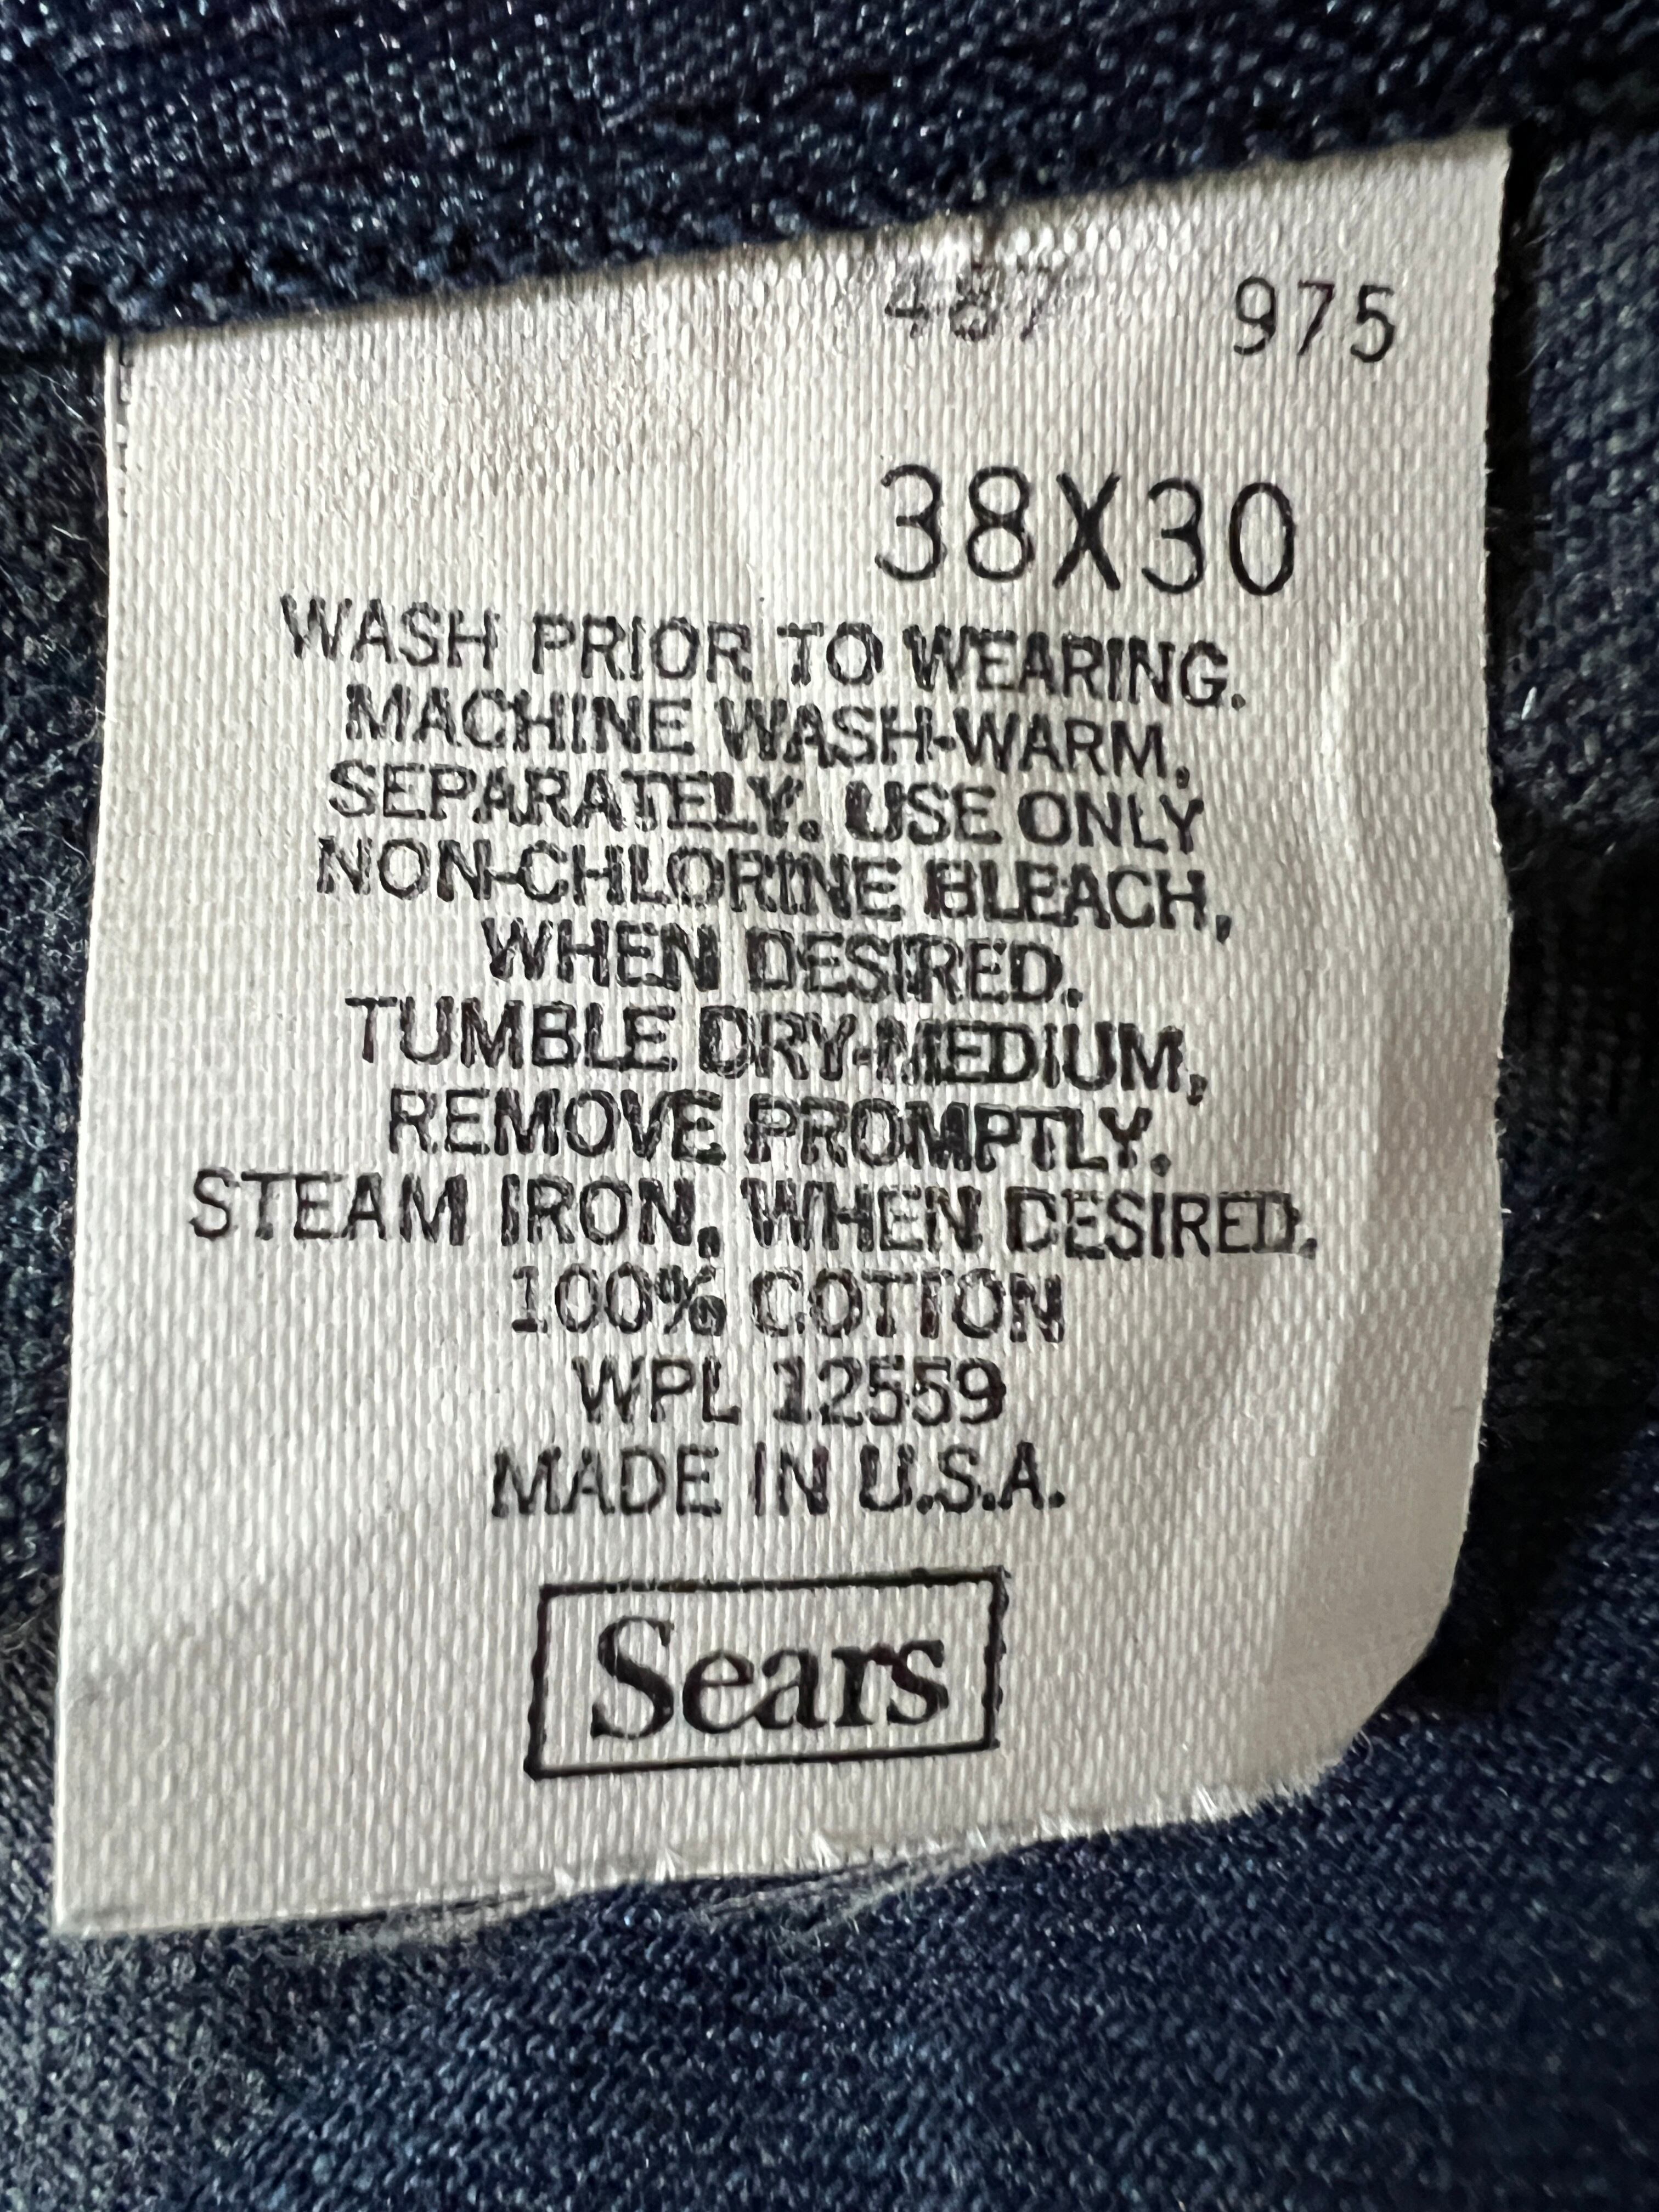 487 975
38X30
WASH PRIOR TO WEARING.
MACHINE WASH-WARM,
SEPARATELY. USE ONLY
NON-CHLORINE BLEACH,
WHEN DESIRED.
TUMBLE DRY-MEDIUM,
REMOVE PROMPTLY.
STEAM IRON, WHEN DESIRED.
100% COTTON
WPL 12559
MADE IN U.S.A.
Sears